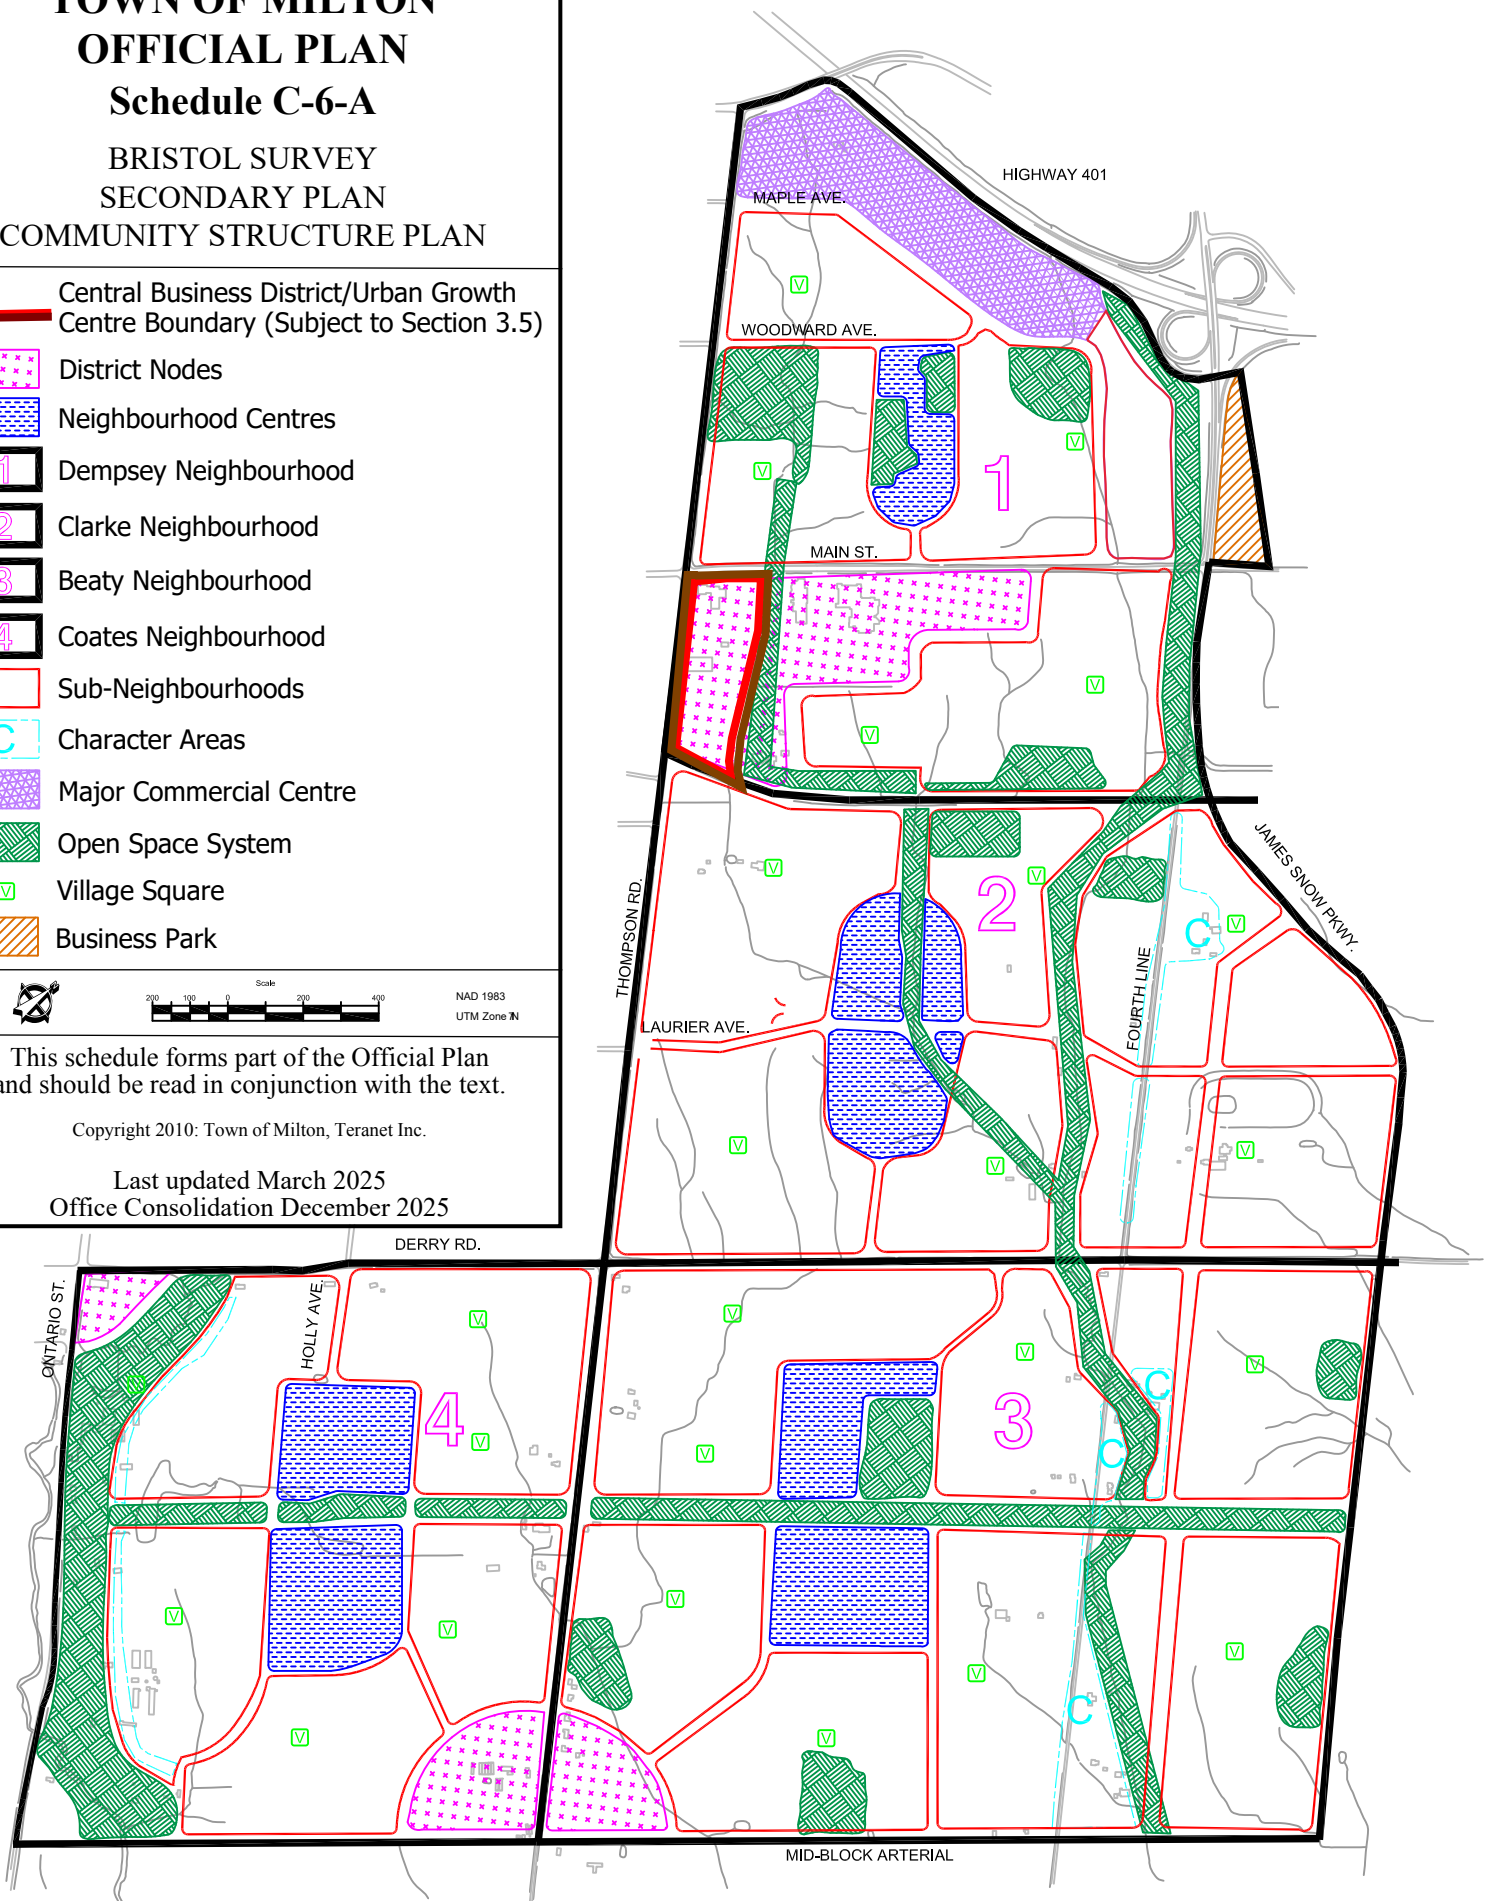 TOWN OF MILTON
OFFICIAL PLAN
Schedule C-6-A
BRISTOL SURVEY
SECONDARY PLAN
COMMUNITY STRUCTURE PLAN
Central Business District/Urban Growth
Centre Boundary (Subject to Section 3.5)
District Nodes
Neighbourhood Centres
1 Dempsey Neighbourhood
2 Clarke Neighbourhood
3 Beaty Neighbourhood
4 Coates Neighbourhood
Sub-Neighbourhoods
C Character Areas
Major Commercial Centre
Open Space System
V Village Square
Business Park
Scale
200 100 0 200 400
NAD 1983
UTM Zone
This schedule forms part of the Official Plan
and should be read in conjunction with the text.
Copyright 2010: Town of Milton, Teranet Inc.
Last updated March 2025
Office Consolidation December 2025
HIGHWAY 401
MAPLE AVE.
V
WOODWARD AVE.
V
V
1
MAIN ST.
V
V
JAMES SNOW PKWY.
THOMPSON RD.
V
V
2
C
V
FOURTH LINE
LAURIER AVE.
V
V
V
DERRY RD.
ONTARIO ST.
HOLLY AVE.
V
V
V
V
V
C
4
V
3
C
V
V
V
V
V
V
C
V
V
MID-BLOCK ARTERIAL